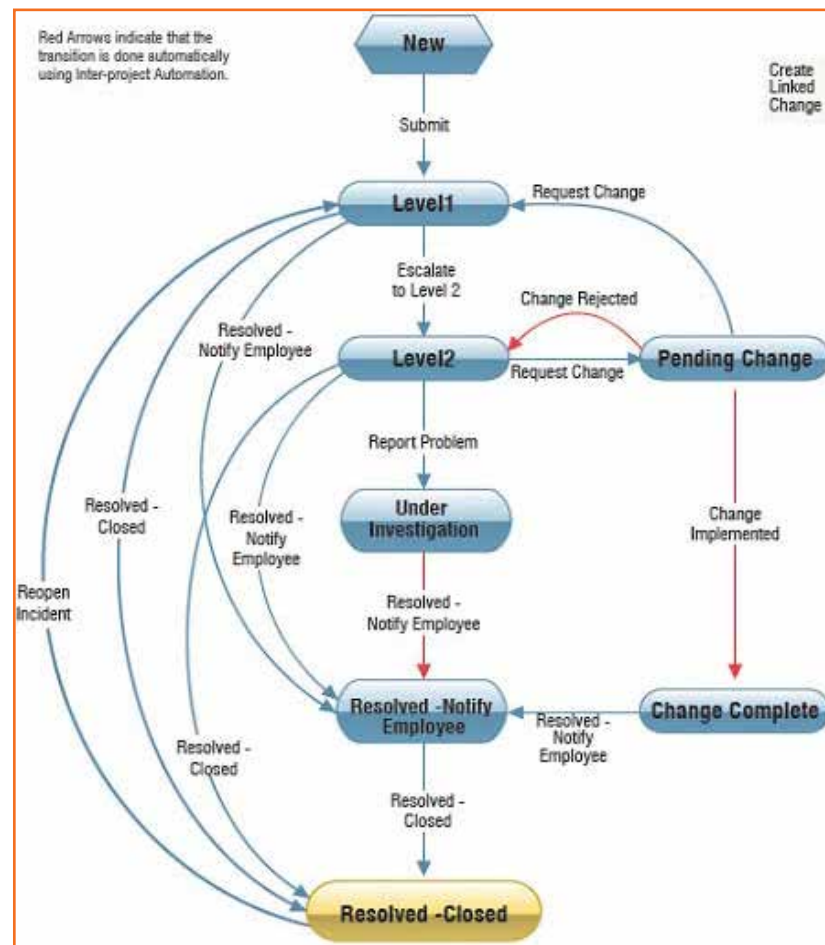 Red Arrows indicate that the
transition is done automatically
using Inter-project Automation.
New
Create
Linked
Change
Submit
Request Change
Level1
Escalate
to Level 2
Change Rejected
Resolved -
Notify Employee
Level2
Request Change
Pending Change
Report Problem
Resolved -
Closed
Resolved -
Notify
Employee
Under
Investigation
Change
Implemented
Reopen
Incident
Resolved -
Notify Employee
Resolved -Notify
Employee
Change Complete
Resolved -
Notify
Employee
Resolved -
Closed
Resolved -
Closed
Resolved -Closed